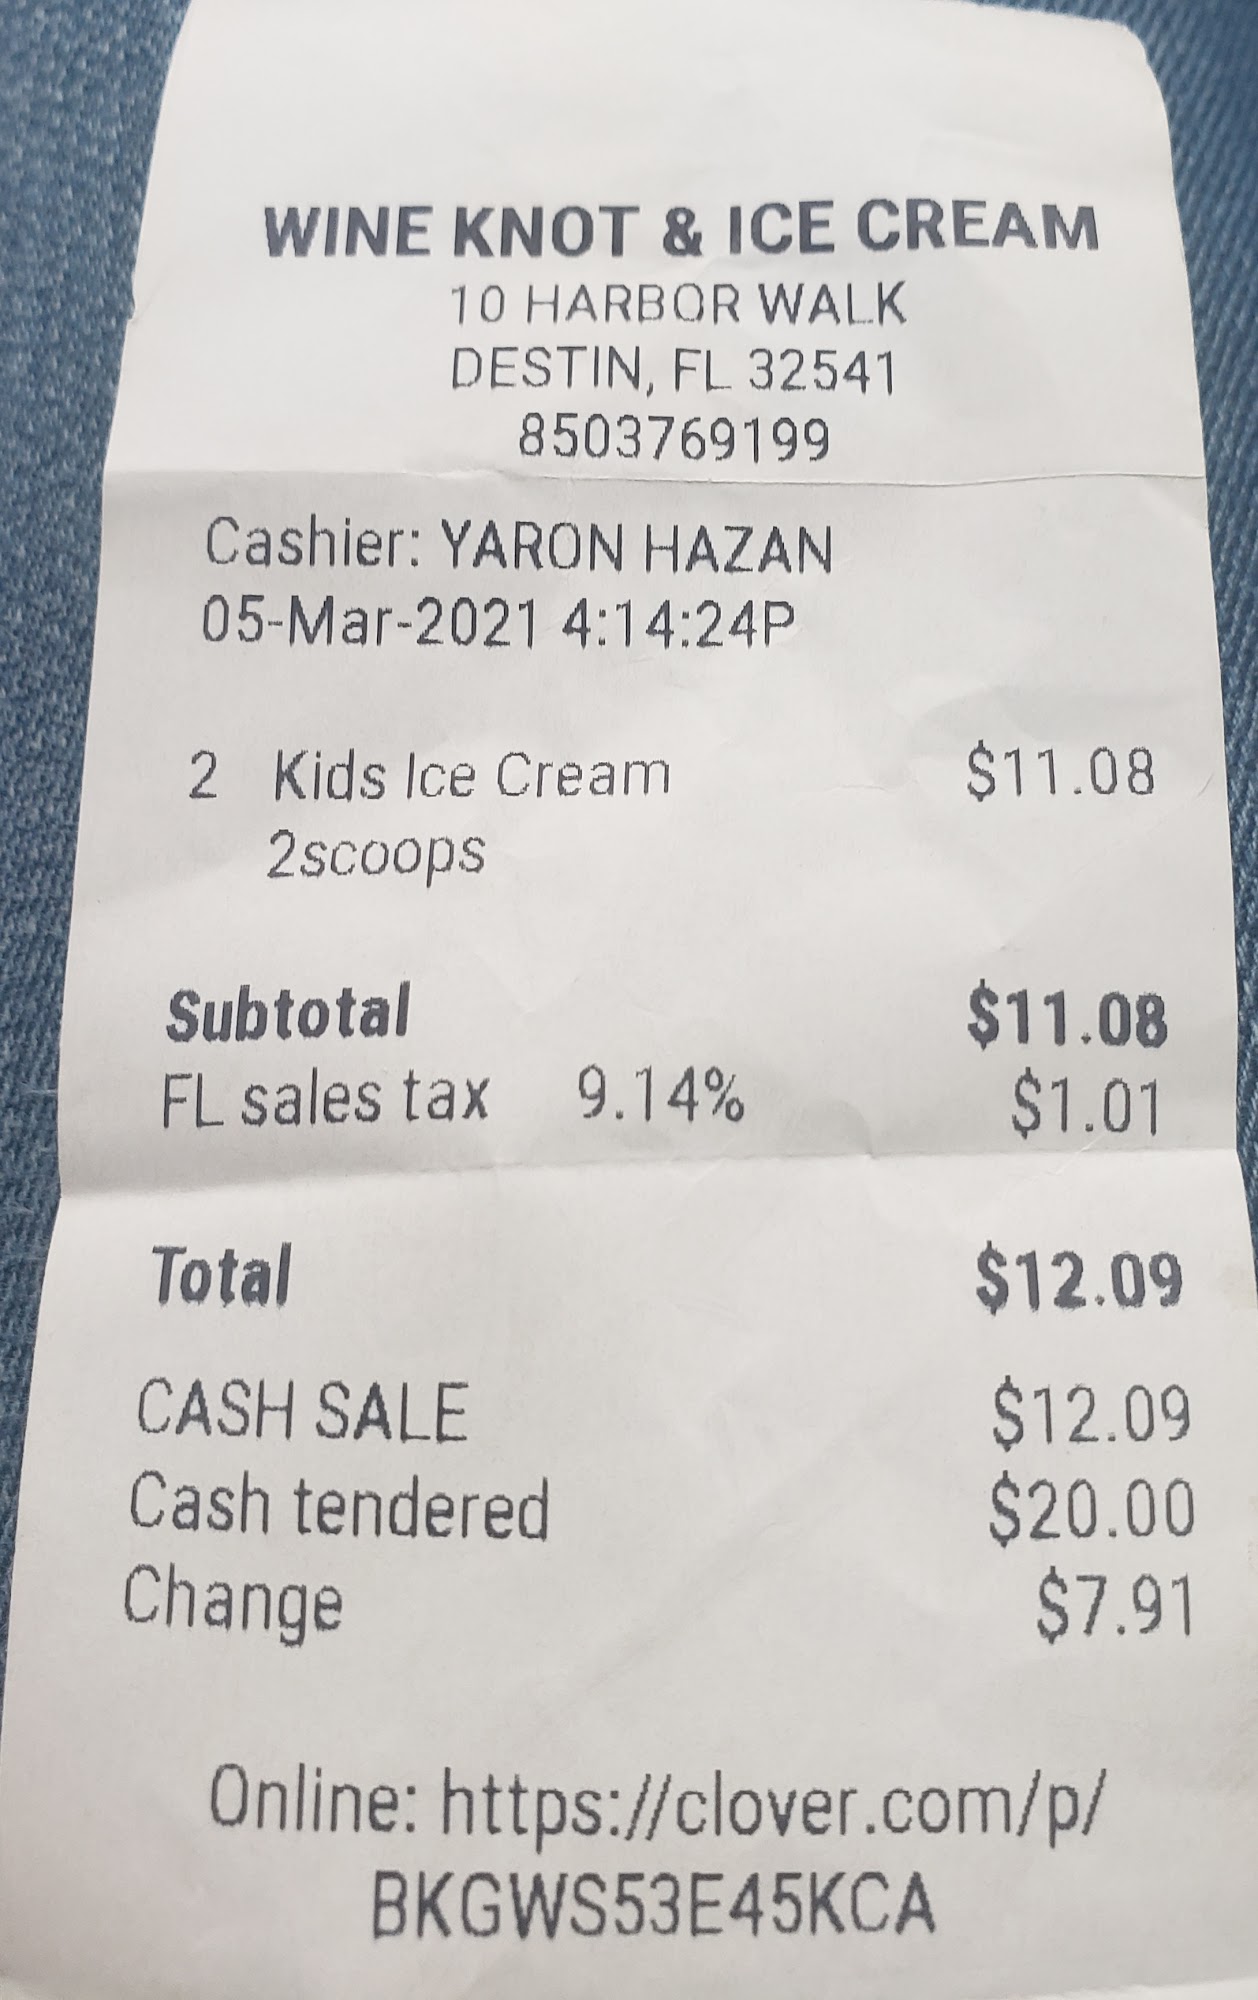 WINE KNOT & ICE CREAM
10 HARBOR WALK
DESTIN, FL 32541
8503769199
Cashier: YARON HAZAN
05-Mar-2021 4:14:24P
2 Kids Ice Cream $11.08
2scoops
Subtotal $11.08
FL sales tax 9.14% $1.01
Total $12.09
CASH SALE $12.09
Cash tendered $20.00
Change $7.91
Online: https://clover.com/p/
BKGWS53E45KCA